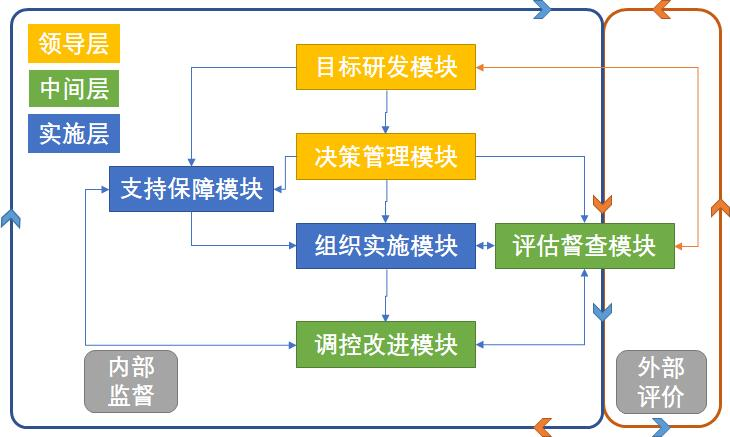 领导层
中间层
实施层
目标研发模块
决策管理模块
支持保障模块
组织实施模块
评估督查模块
调控改进模块
内部
监督
外部
评价